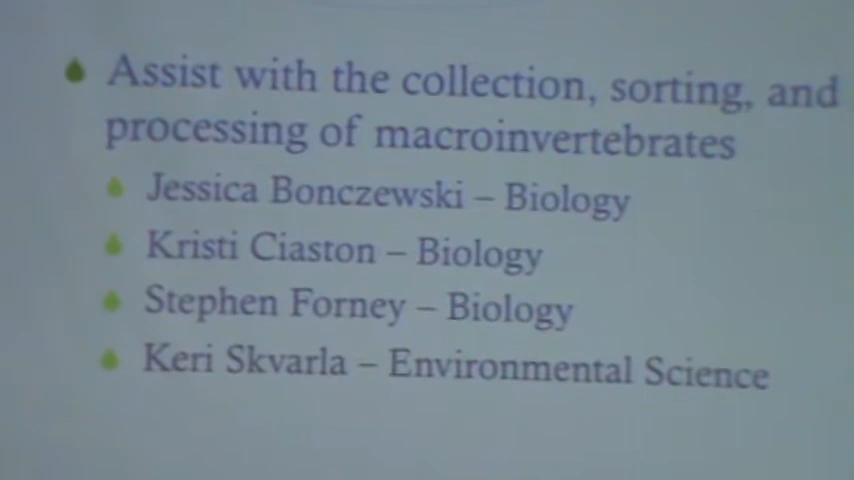 Assist with the collection, sorting, and
processing of macroinvertebrates
Jessica Bonczewski – Biology
Kristi Ciaston – Biology
Stephen Forney – Biology
Keri Skvarla – Environmental Science